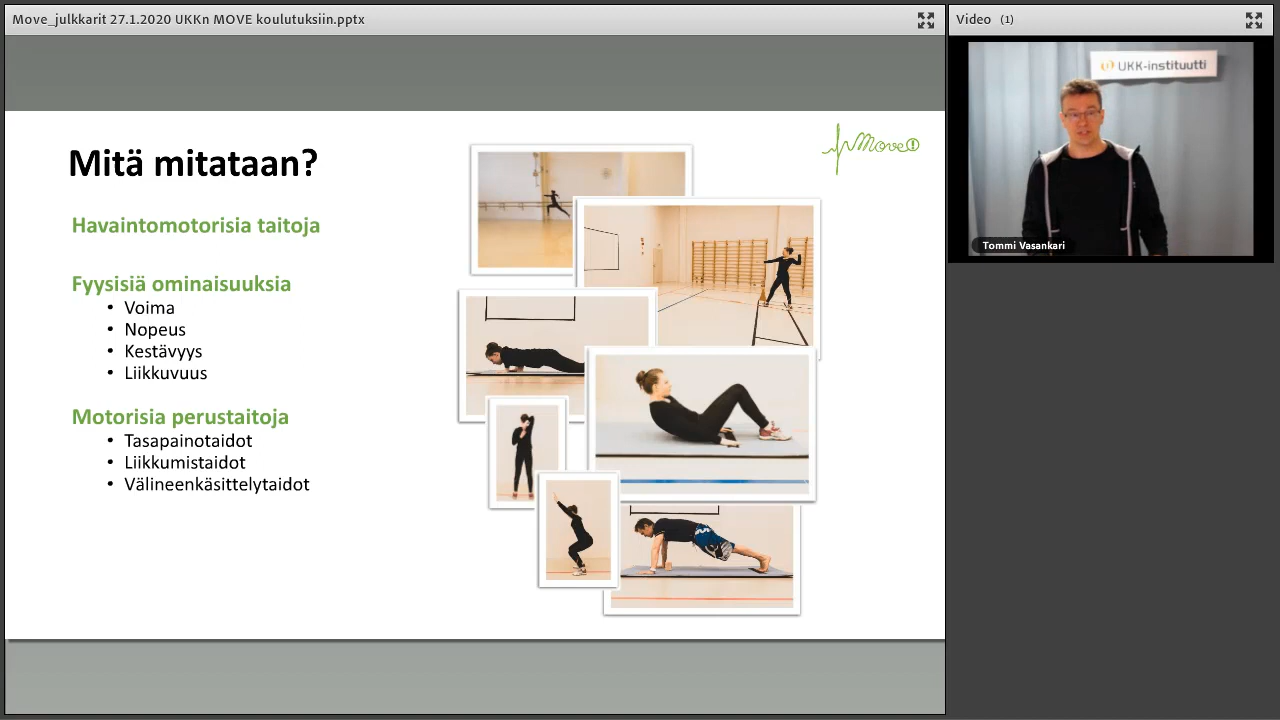 Move_julkkarit 27.1.2020 UKKn MOVE koulutuksiin.pptx
Video (1)
UKK-instituutti
Tommi Vasankari
Move!
Mitä mitataan?
Havaintomotorisia taitoja
Fyysisiä ominaisuuksia
• Voima
• Nopeus
• Kestävyys
• Liikkuvuus
Motorisia perustaitoja
• Tasapainotaidot
• Liikkumistaidot
• Välineenkäsittelytaidot